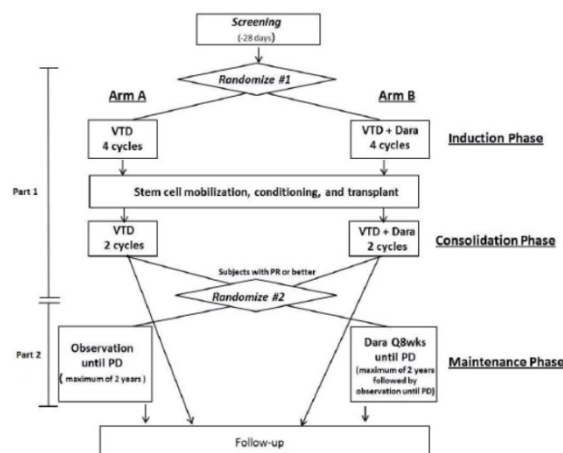 Screening
(-28 days)
Randomize #1
Arm A
Arm B
VTD
4 cycles
VTD + Dara
4 cycles
Induction Phase
Part 1
Stem cell mobilization, conditioning, and transplant
VTD
2 cycles
VTD + Dara
2 cycles
Consolidation Phase
Subjects with PR or better
Randomize #2
Part 2
Observation
until PD
( maximum of 2 years )
Dara Q8wks
until PD
(maximum of 2 years
followed by
observation until PD)
Maintenance Phase
Follow-up